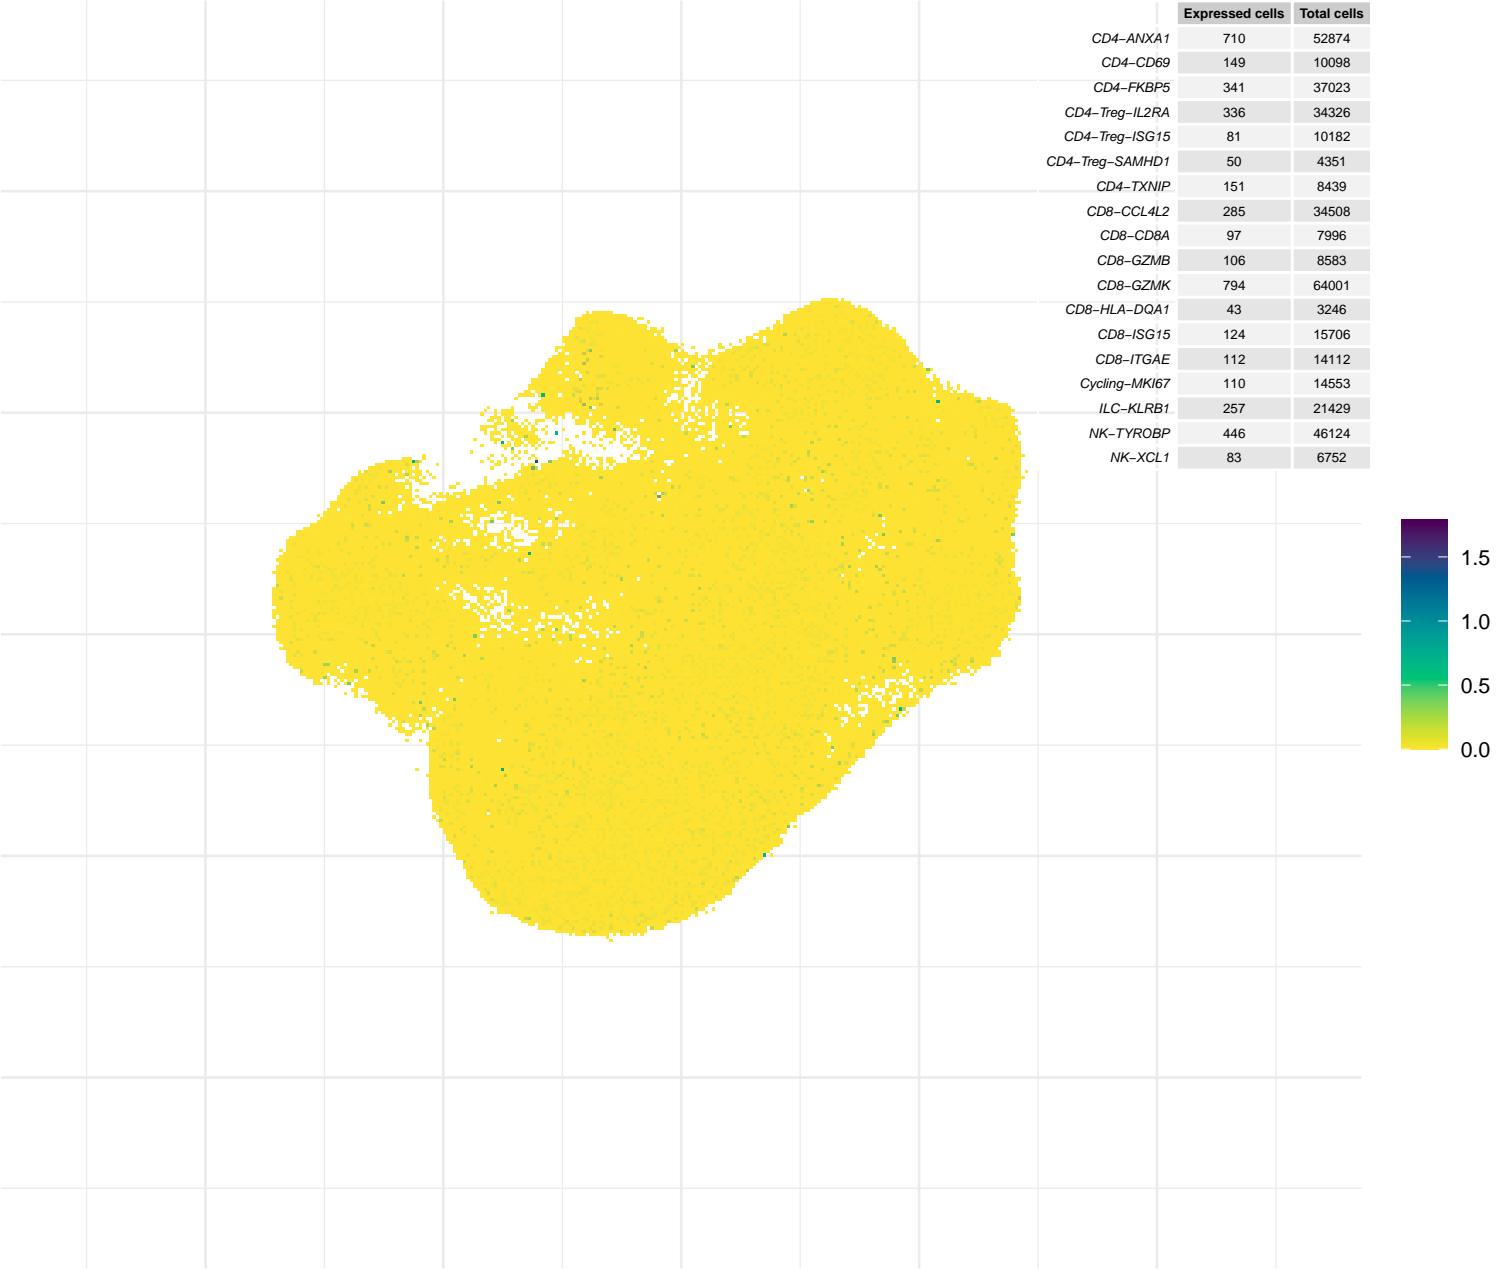 Expressed cells Total cells
CD4−ANXA1 710 52874
CD4−CD69 149 10098
CD4−FKBP5 341 37023
CD4−Treg−IL2RA 336 34326
CD4−Treg−ISG15 81 10182
CD4−Treg−SAMHD1 50 4351
CD4−TXNIP 151 8439
CD8−CCL4L2 285 34508
CD8−CD8A 97 7996
CD8−GZMB 106 8583
CD8−GZMK 794 64001
CD8−HLA−DQA1 43 3246
CD8−ISG15 124 15706
CD8−ITGAE 112 14112
Cycling−MKI67 110 14553
ILC−KLRB1 257 21429
NK−TYROBP 446 46124
NK−XCL1 83 6752
1.5
1.0
0.5
0.0